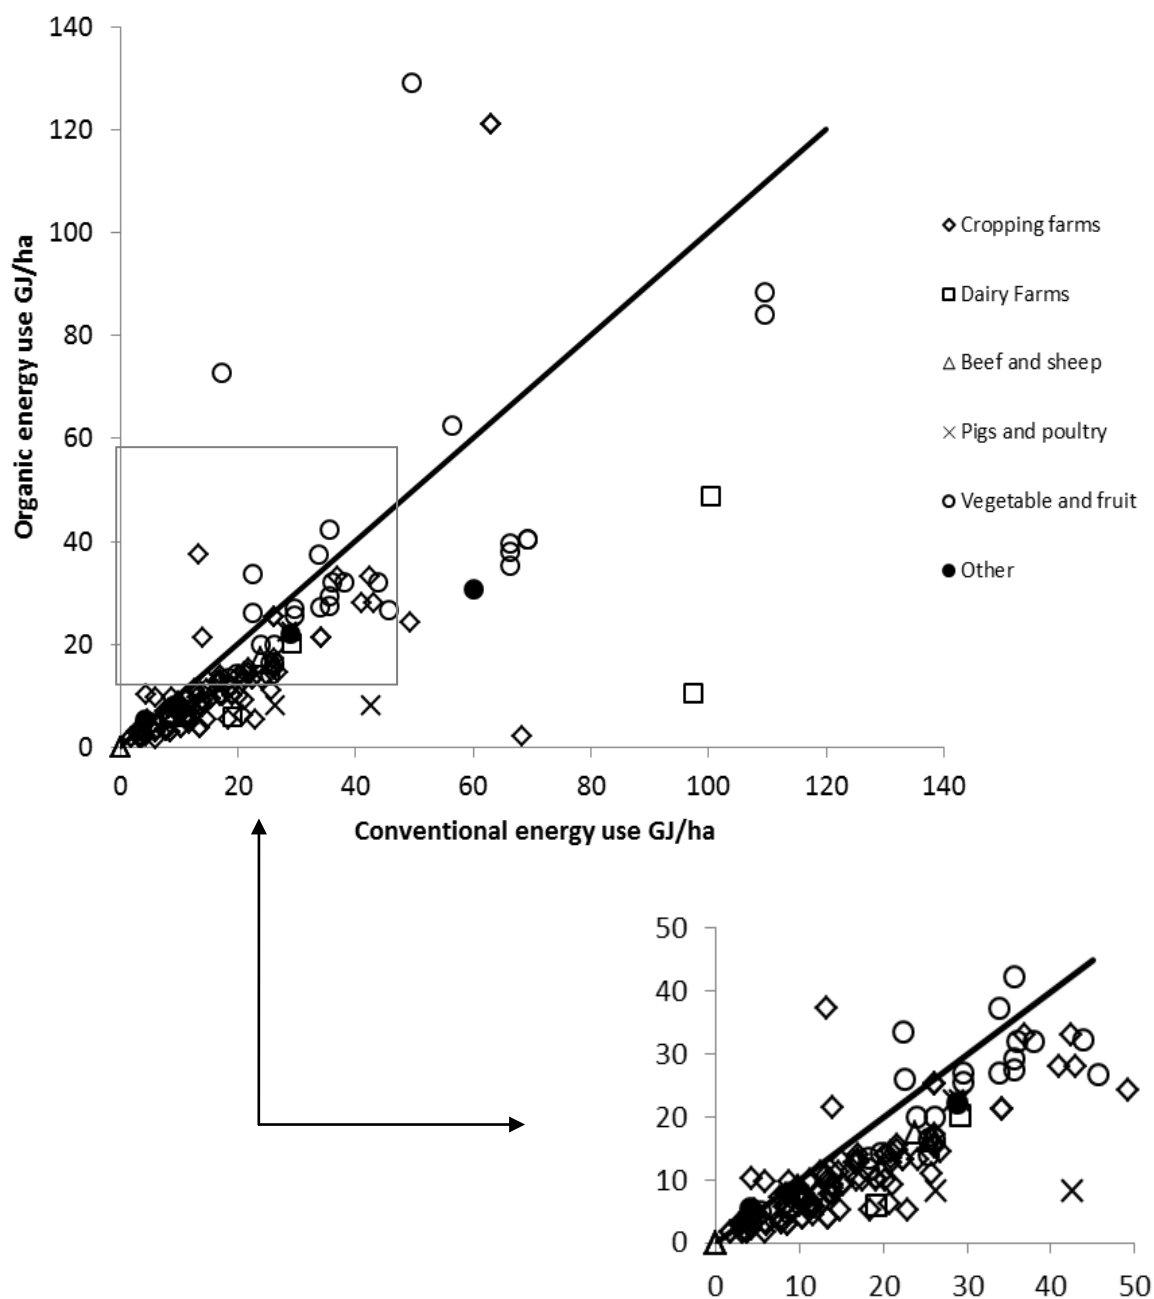 140
120
100
80
60
40
20
0
Organic energy use GJ/ha
0 20 40 60 80 100 120 140
Conventional energy use GJ/ha
Cropping farms
Dairy Farms
Beef and sheep
Pigs and poultry
Vegetable and fruit
Other
50
40
30
20
10
0
0 10 20 30 40 50